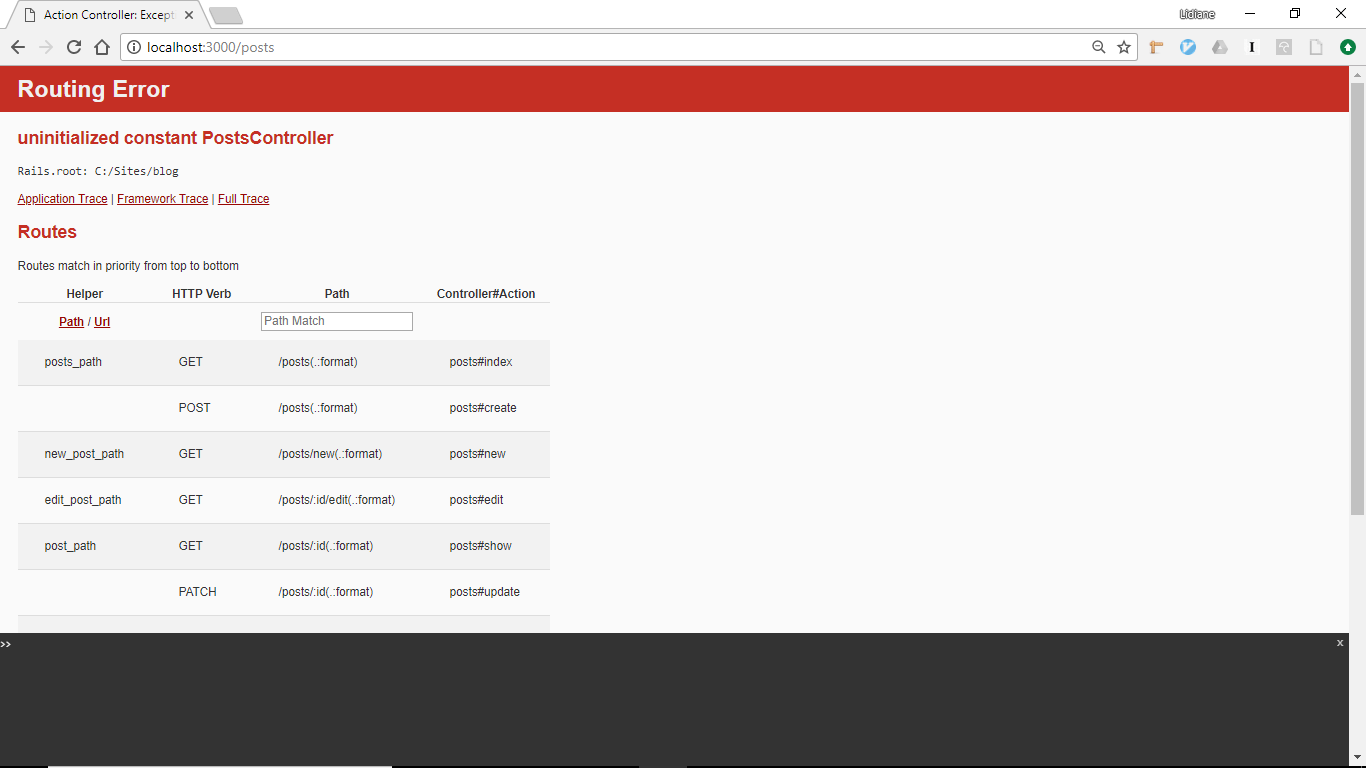 Action Controller: Except
Lidiane
localhost:3000/posts
Routing Error
uninitialized constant PostsController
Rails.root: C:/Sites/blog
Application Trace | Framework Trace | Full Trace
Routes
Routes match in priority from top to bottom
Helper HTTP Verb Path Controller#Action
Path / Url Path Match
posts_path GET /posts(.:format) posts#index
POST /posts(.:format) posts#create
new_post_path GET /posts/new(.:format) posts#new
edit_post_path GET /posts/:id/edit(.:format) posts#edit
post_path GET /posts/:id(.:format) posts#show
PATCH /posts/:id(.:format) posts#update
>> x